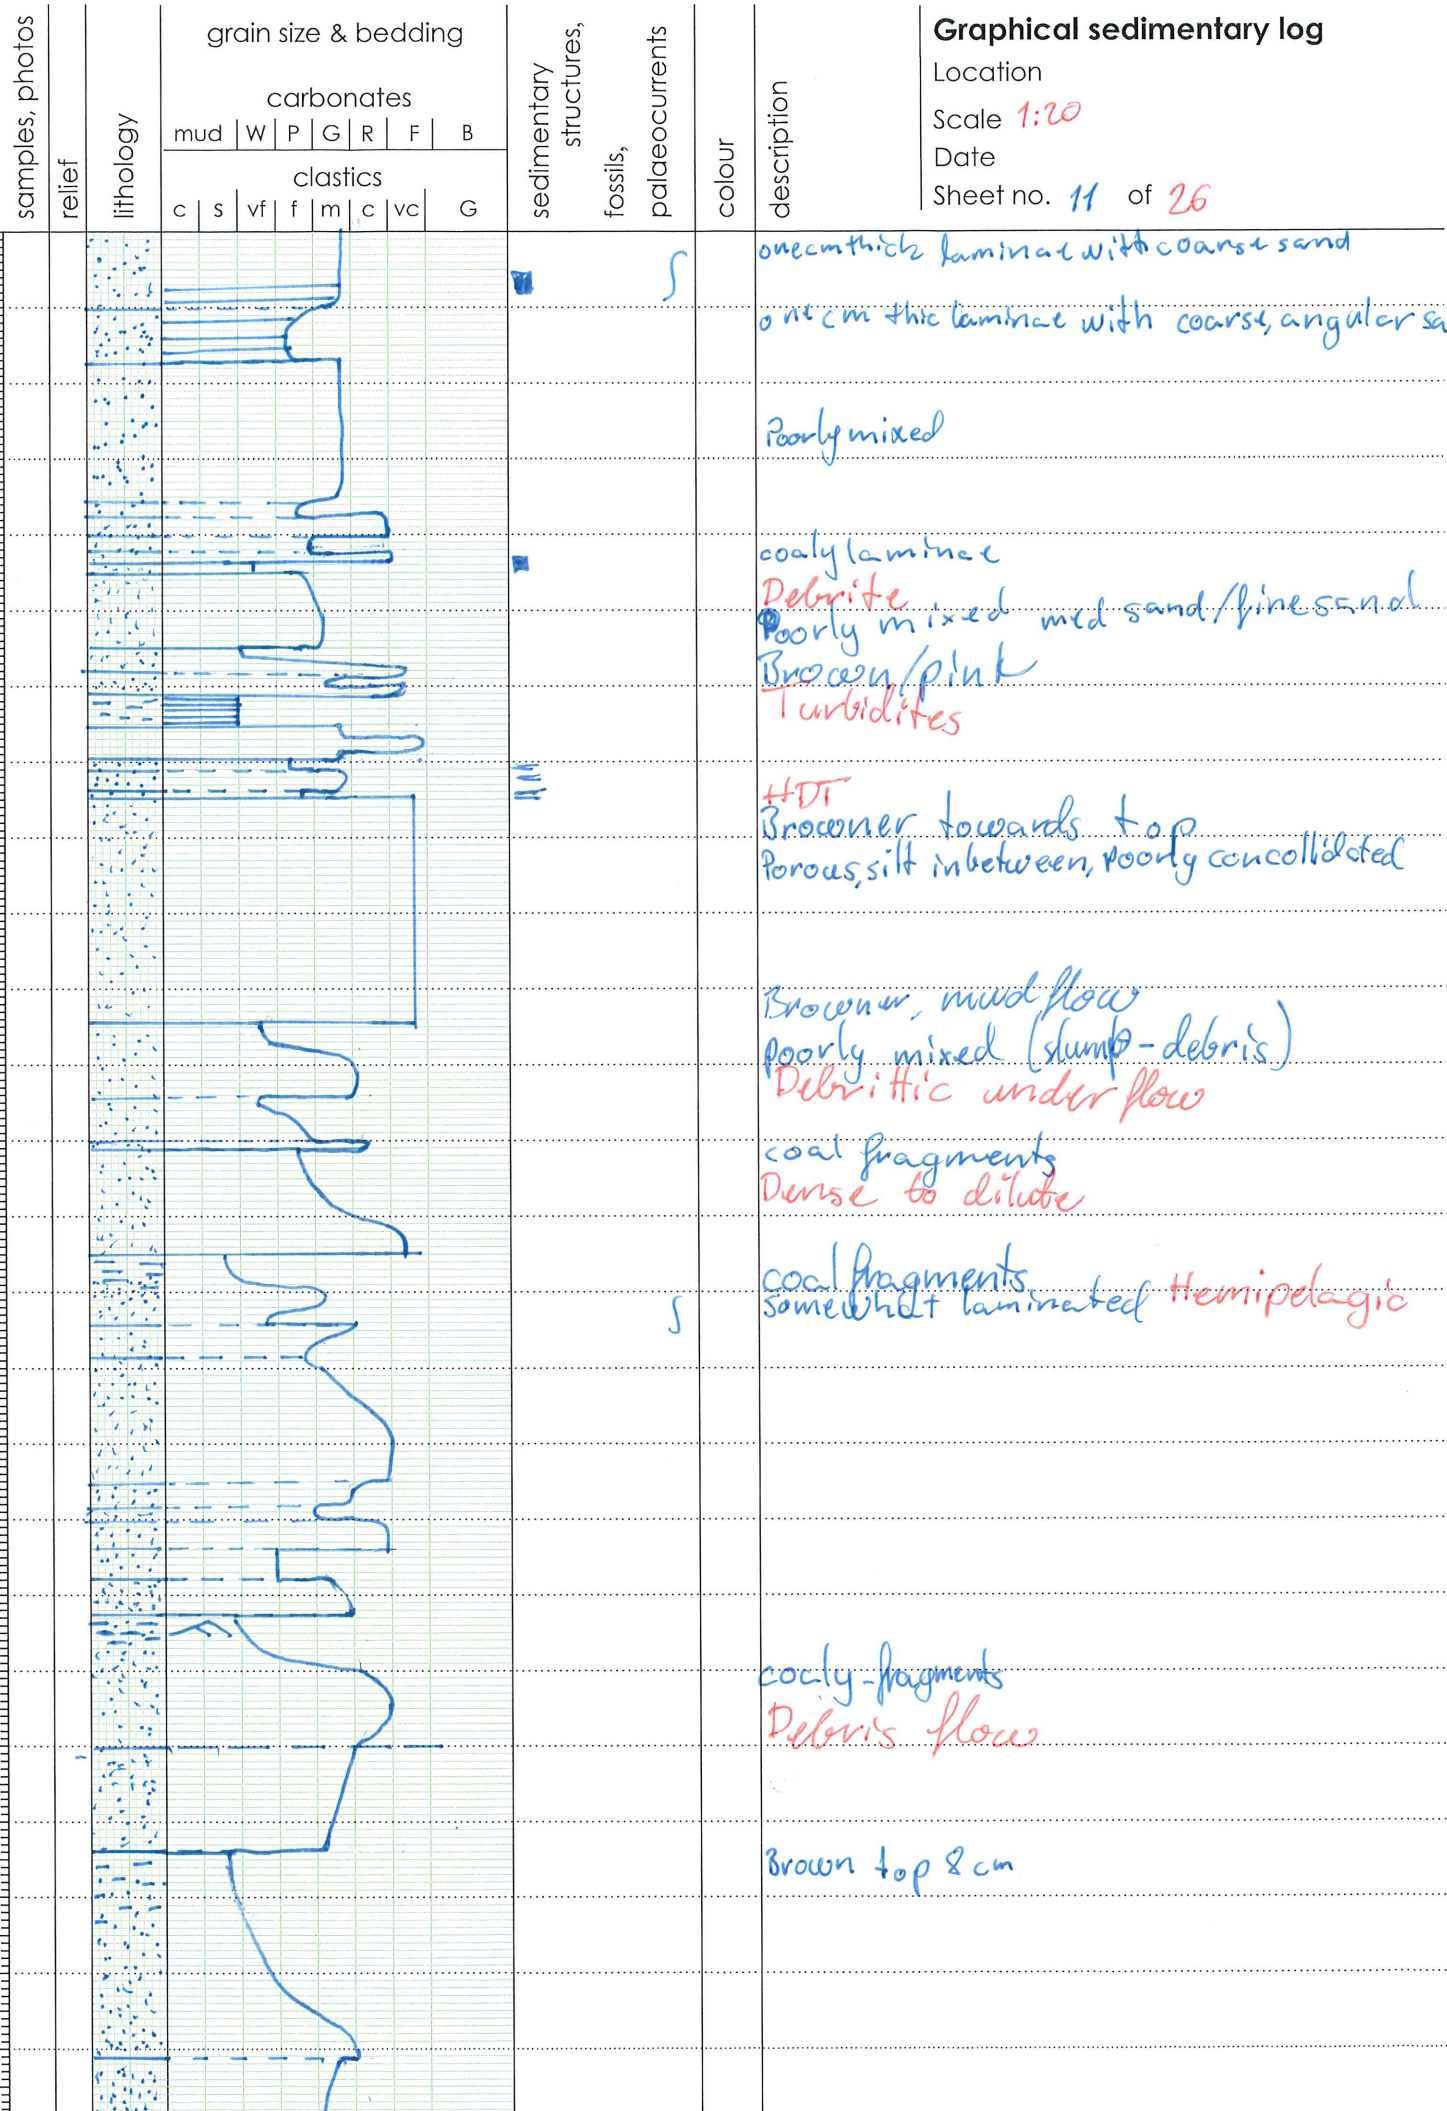 samples, photos
relief
lithology
grain size & bedding
carbonates
mud W P G R F B
clastics
c s vf f m c vc G
sedimentary
structures,
fossils,
palaeocurrents
colour
description
Graphical sedimentary log
Location
Scale 1:20
Date
Sheet no. 11 of 26
one cm thick laminae with coarse sand
one cm thic laminae with coarse, angular sa
Poorly mixed
coaly laminae
Debrite
Poorly mixed med sand/fine sand
Brown/pink
Turbidites
HDT
Browner towards top
Porous, silt inbetween, poorly concollidated
Browner, mudflow
poorly mixed (slump-debris)
Debrittic underflow
coal fragments
Dense to dilute
coal fragments
somewhat laminated Hemipelagic
coaly-fragments
Debris flow
Brown top 8 cm